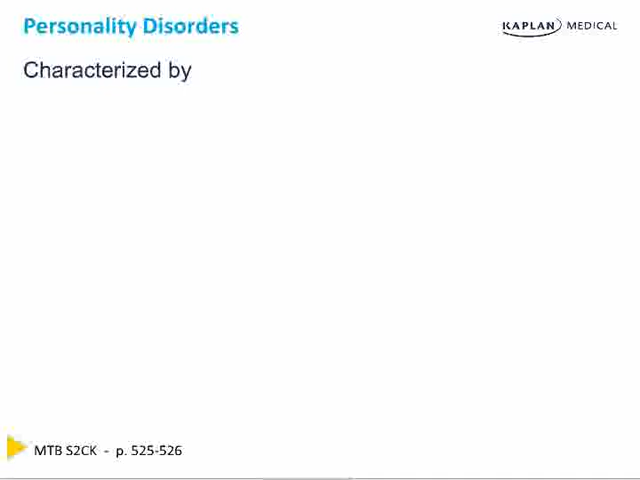 Personality Disorders
KAPLAN MEDICAL
Characterized by
MTB S2CK - p. 525-526